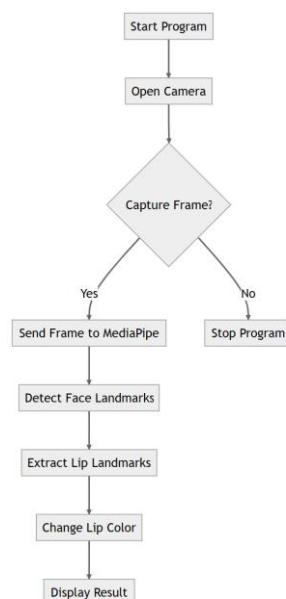 Start Program
Open Camera
Capture Frame?
Yes
No
Send Frame to MediaPipe
Stop Program
Detect Face Landmarks
Extract Lip Landmarks
Change Lip Color
Display Result